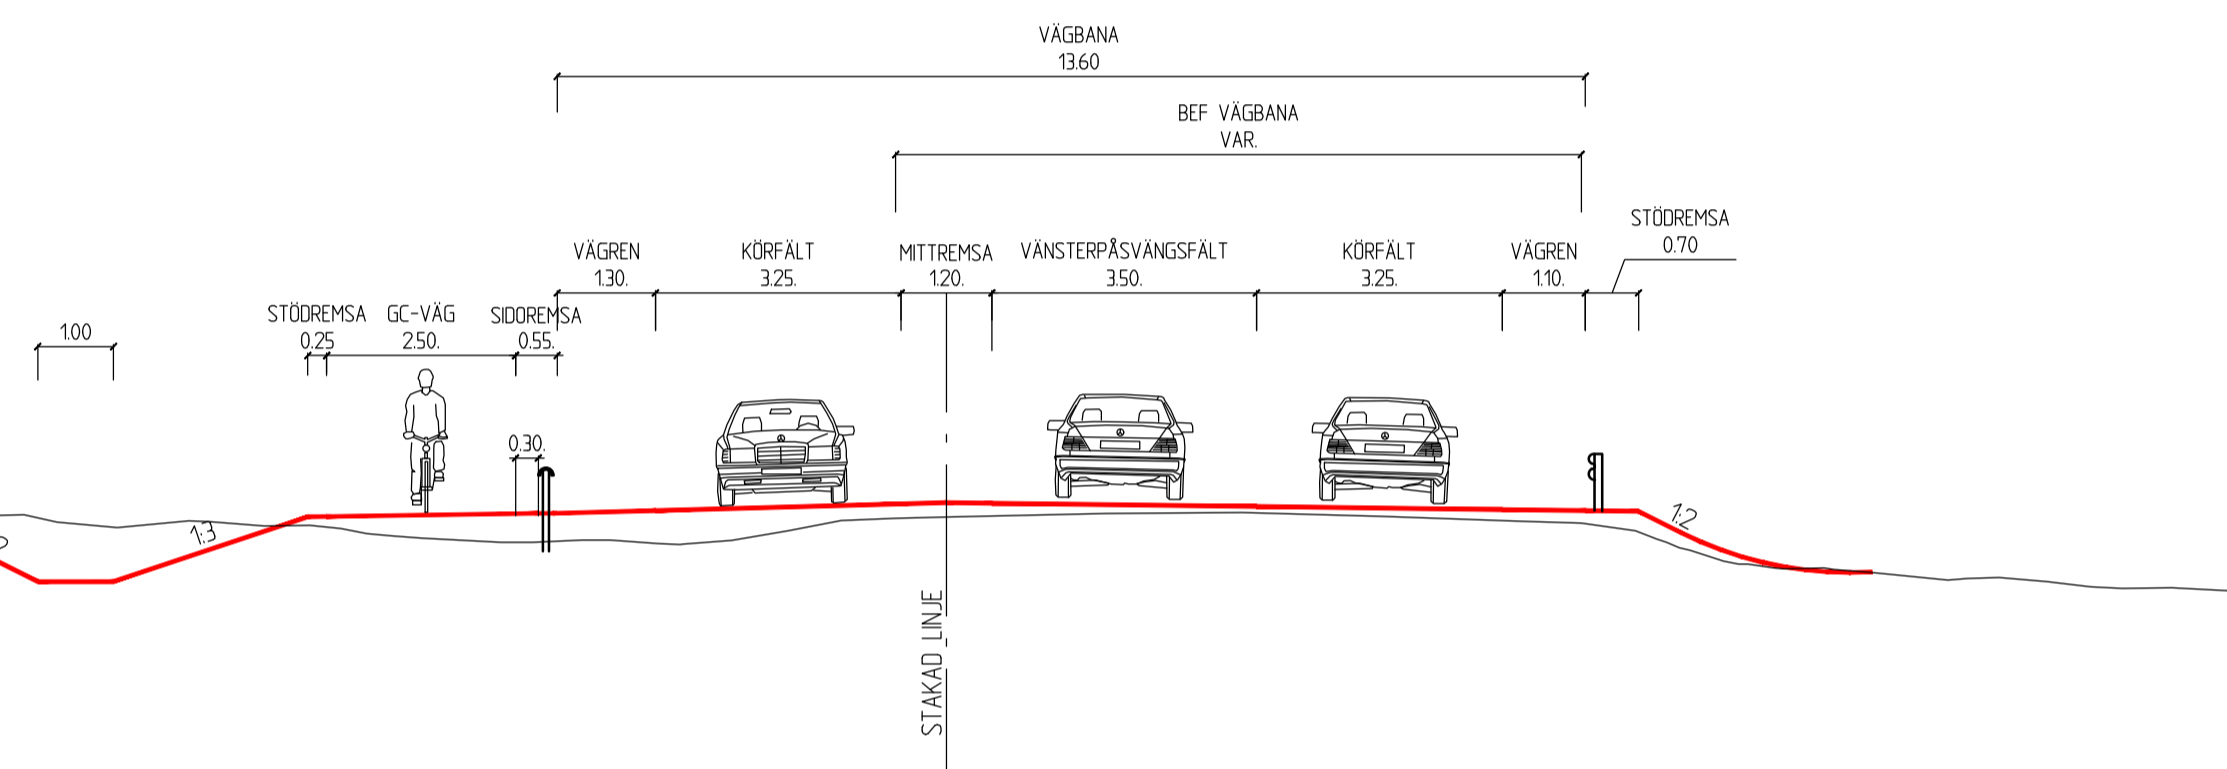 VÄGBANA
13.60
BEF VÄGBANA
VAR.
STÖDREMSA
0.70
VÄGREN
1.30.
KÖRFÄLT
3.25.
MITTREMSA
1.20.
VÄNSTERPÅSVÄNGSFÄLT
3.50.
KÖRFÄLT
3.25.
VÄGREN
1.10.
STÖDREMSA
0.25
GC-VÄG
2.50.
SIDOREMSA
0.55.
1.00
0.30.
1:3
1:2
STAKAD LINJE